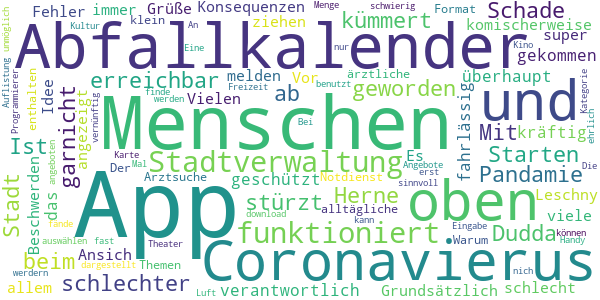 Kultur immer Grüße Konsequenzen An Format Menge schwierig Kino
Fehler klein ziehen kümmert Schade
Abfallkalender komischerweise super
Auflistung unmöglich Idee melden Eine Vor nur gekommen
Programmierer enthalten erreichbar ab ärztliche überhaupt
vernünftig angezeigt Vielen geworden und
garnicht Menschen fahrlässig Mit kräftig Kategorie ehrlich
finde werden Freizeit benutzt Bei
Ist Der Karte Mal Notdienst Es Angebote erst Starten Die
Stadt Beschwerden das angeboten Arztsuche Stadtverwaltung sinnvoll Pandemie
App geschützt alltägliche oben Leschny
stürzt Herne Dudda viele
auswählen fände funktioniert Warum Eingabe können
beim fast Ansich download kann Handy
schlechter Theater Coronavierus
allem werdern dargestellt Themen Luft verantwortlich Grundsätzlich nich schlecht